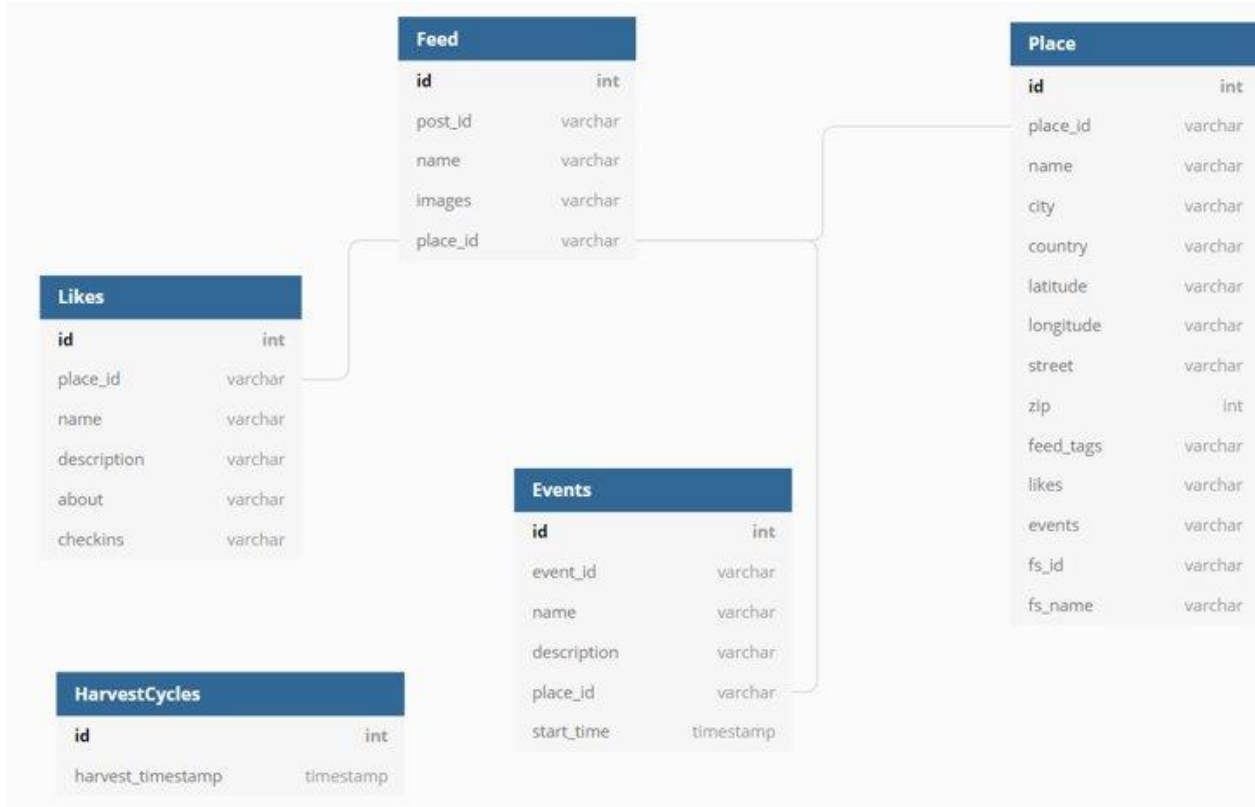 Feed
id int
post_id varchar
name varchar
images varchar
place_id varchar
Place
id int
place_id varchar
name varchar
city varchar
country varchar
latitude varchar
longitude varchar
street varchar
zip int
feed_tags varchar
likes varchar
events varchar
fs_id varchar
fs_name varchar
Likes
id int
place_id varchar
name varchar
description varchar
about varchar
checkins varchar
Events
id int
event_id varchar
name varchar
description varchar
place_id varchar
start_time timestamp
HarvestCycles
id int
harvest_timestamp timestamp